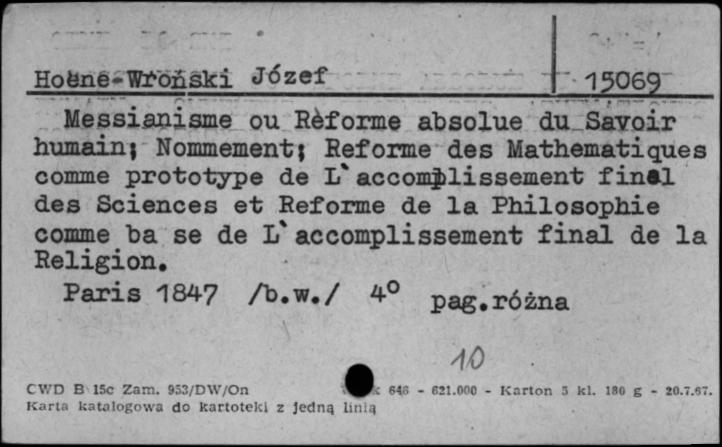 Hoene-Wroński Józef 15069
Messianisme ou Rèforme absolue du Savoir
humain; Nommement; Reforme des Mathematiques
comme prototype de L`accomplissement final
des Sciences et Reforme de la Philosophie
comme ba se de L`accomplissement final de la
Religion.
Paris 1847 /b.w./ 4º pag.różna
10
CWD B 15c Zam. 953/DW/On 646 - 621.000 - Karton 5 kl. 180 g - 20.7.67.
Karta katalogowa do kartoteki z jedną linią